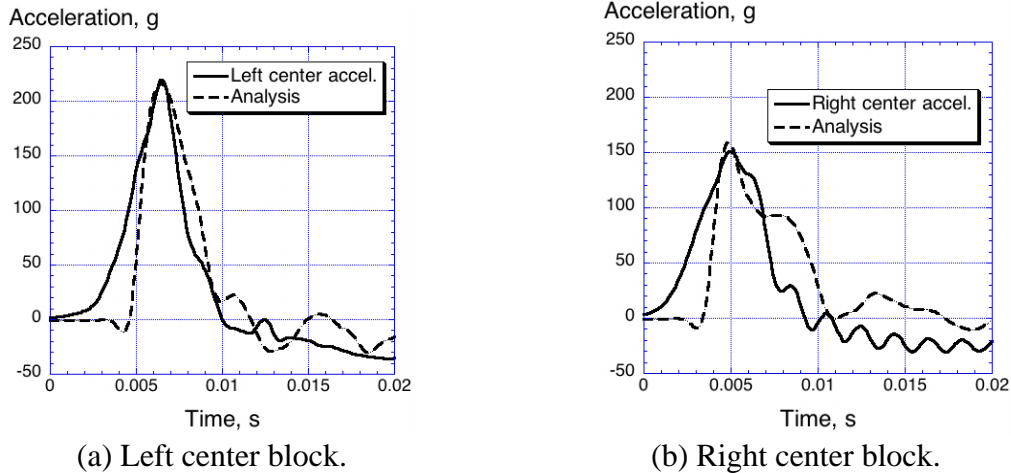 Acceleration, g
250
200
150
100
50
0
-50
0
0.005
0.01
0.015
0.02
Left center accel.
Analysis
Time, s
(a) Left center block.
Acceleration, g
250
200
150
100
50
0
-50
0
0.005
0.01
0.015
0.02
Right center accel.
Analysis
Time, s
(b) Right center block.